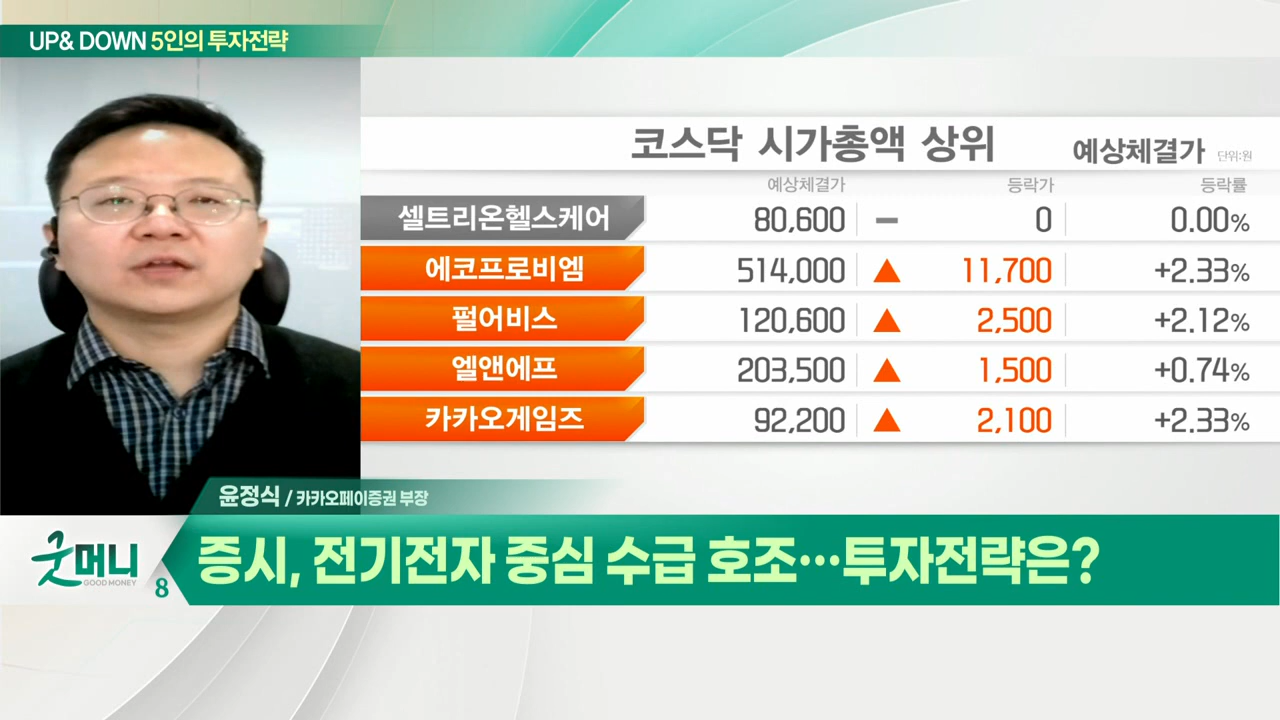 UP& DOWN 5인의 투자전략
코스닥 시가총액 상위 예상체결가 단위:원
예상체결가 등락가 등락률
셀트리온헬스케어 80,600 0 0.00%
에코프로비엠 514,000 ▲ 11,700 +2.33%
펄어비스 120,600 ▲ 2,500 +2.12%
엘앤에프 203,500 ▲ 1,500 +0.74%
카카오게임즈 92,200 ▲ 2,100 +2.33%
윤정식 / 카카오페이증권 부장
굿머니
GOOD MONEY
8
증시, 전기전자 중심 수급 호조…투자전략은?